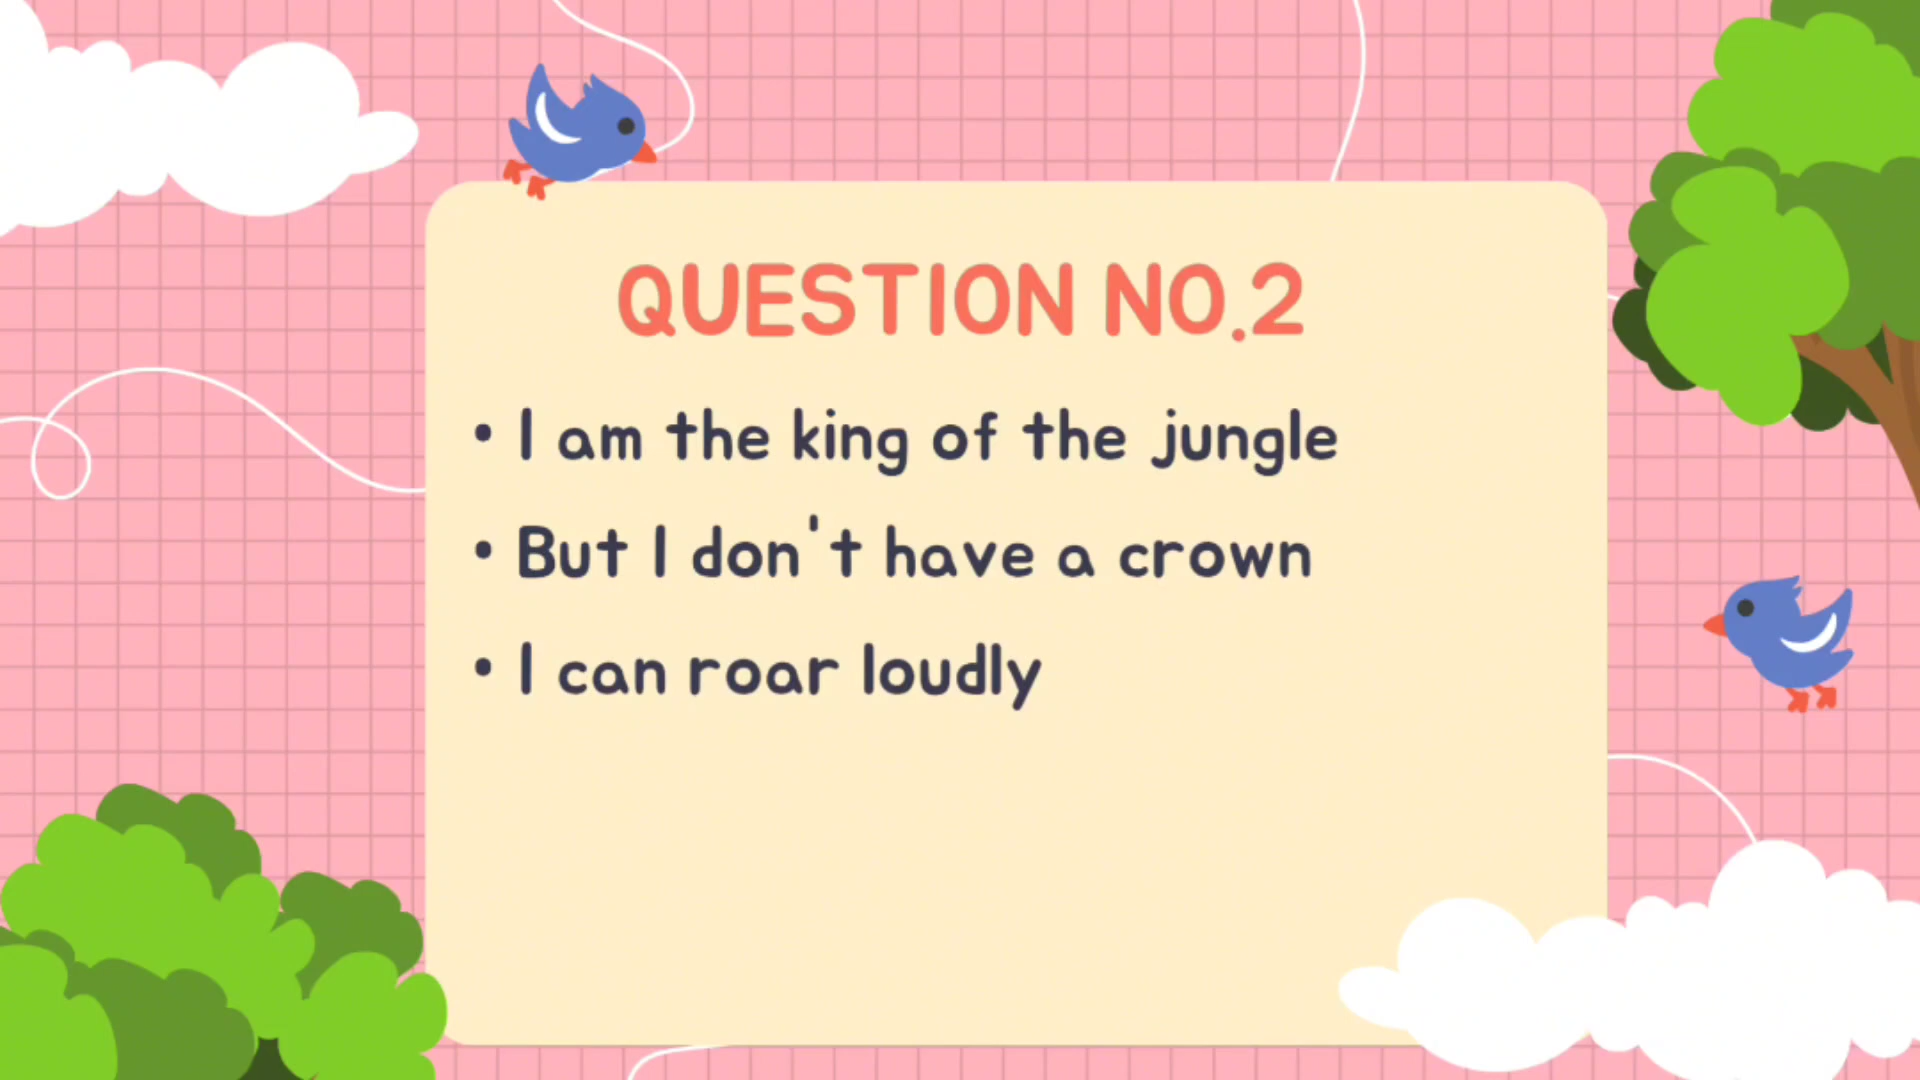 QUESTION NO.2
• I am the king of the jungle
• But I don't have a crown
• I can roar loudly